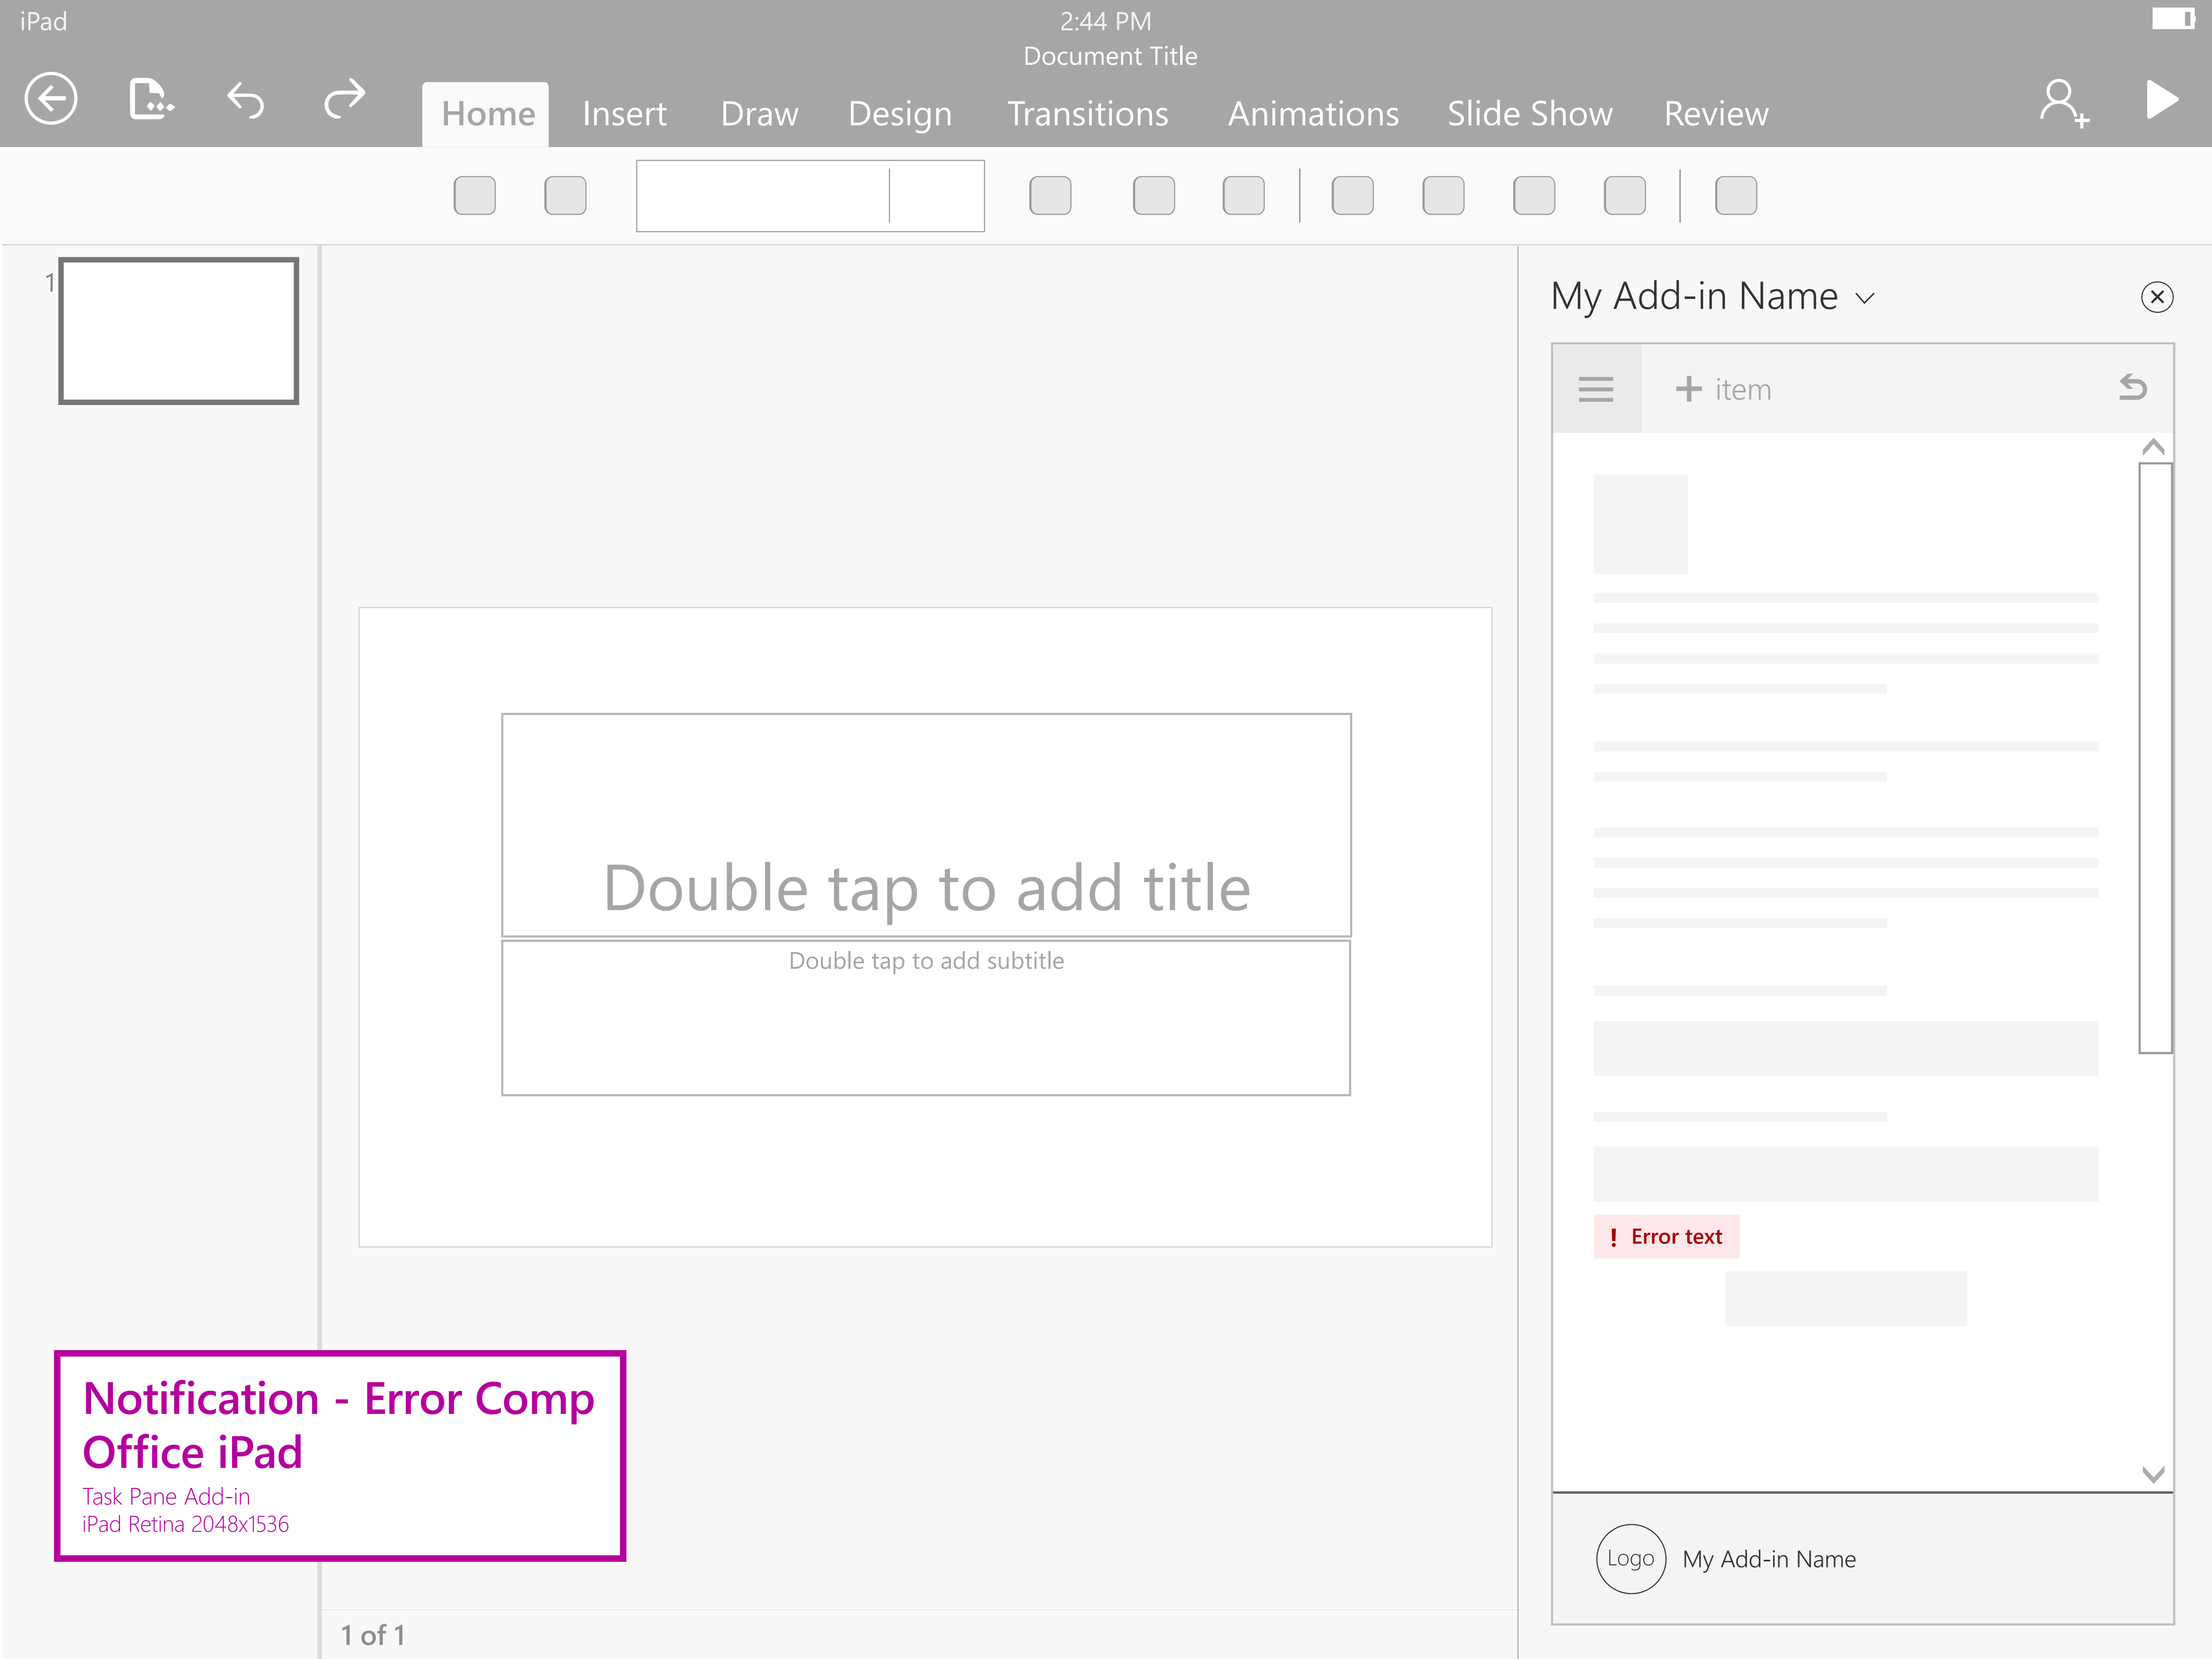 iPad
2:44 PM
Document Title
Home Insert Draw Design Transitions Animations Slide Show Review
1
My Add-in Name
item
Double tap to add title
Double tap to add subtitle
! Error text
Notification - Error Comp
Office iPad
Task Pane Add-in
iPad Retina 2048x1536
Logo My Add-in Name
1 of 1